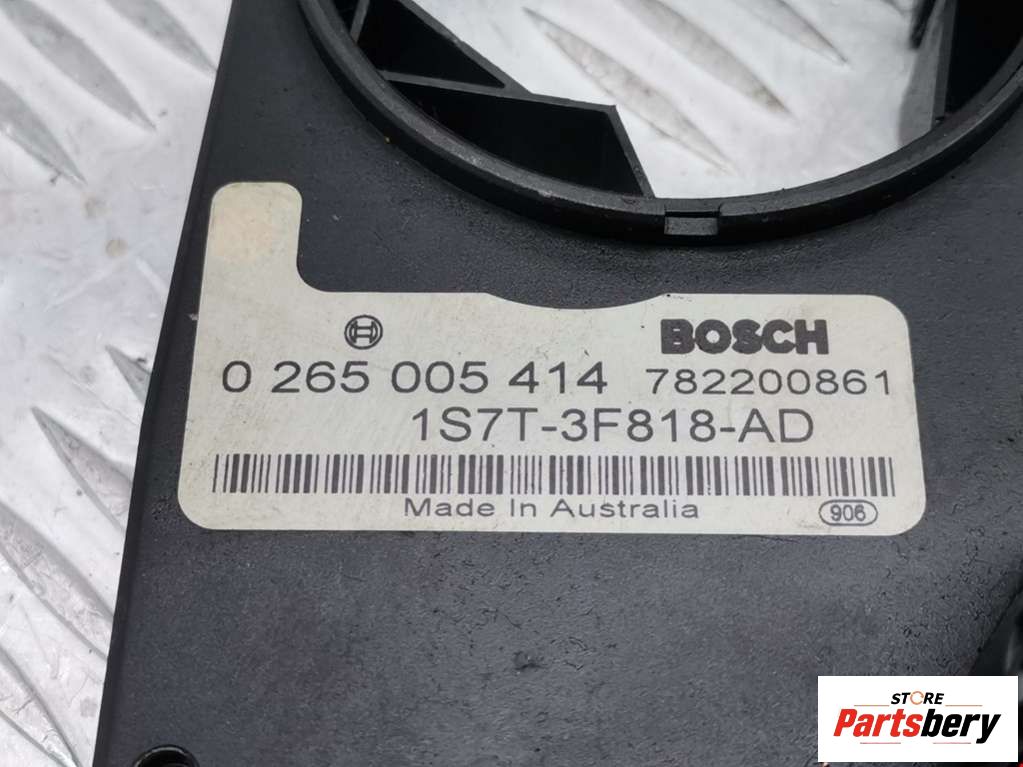 BOSCH
0 265 005 414 782200861
1S7T-3F818-AD
Made In Australia 906
STORE
Partsbery